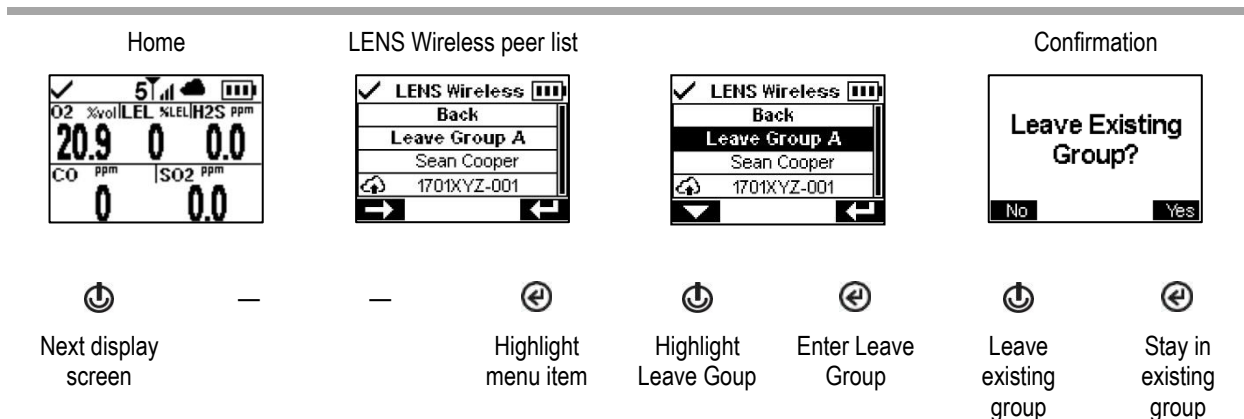 Home
LENS Wireless peer list
Confirmation
5
O2 %vol LEL %LEL H2S PPm
20.9 0 0.0
CO PPm SO2 PPm
0 0.0
LENS Wireless
Back
Leave Group A
Sean Cooper
1701XYZ-001
LENS Wireless
Back
Leave Group A
Sean Cooper
1701XYZ-001
Leave Existing
Group?
No Yes
Next display
screen
–
–
Highlight
menu item
Highlight
Leave Goup
Enter Leave
Group
Leave
existing
group
Stay in
existing
group